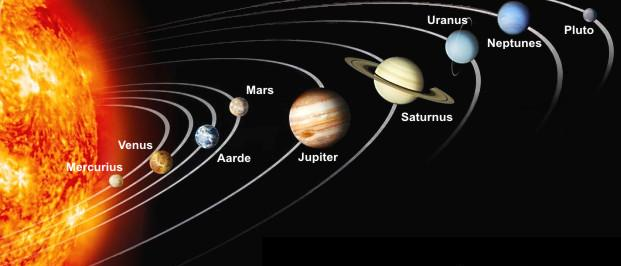 Mercurius
Venus
Aarde
Mars
Jupiter
Saturnus
Uranus
Neptunes
Pluto